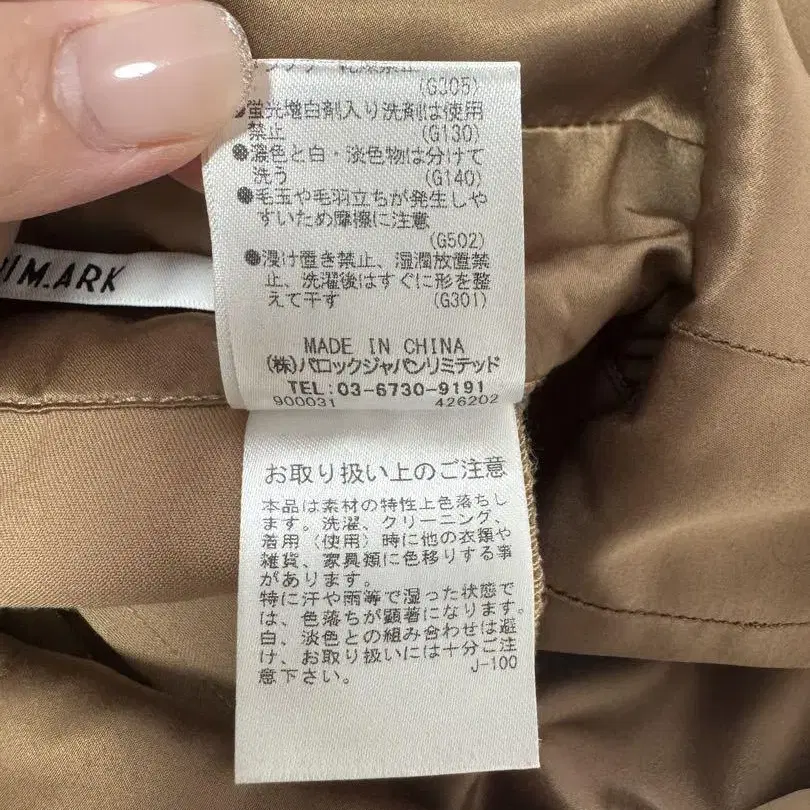 (G305)
●蛍光増白剤入り洗剤は使用
禁止 (G130)
●濃色と白・淡色物は分けて
洗う (G140)
●毛玉や毛羽立ちが発生しや
すいため摩擦に注意
(G502)
●浸け置き禁止、湿潤放置禁
止、洗濯後はすぐに形を整
えて干す (G301)
M_ARK
MADE IN CHINA
(株)バロックジャパンリミテッド
TEL:03-6730-9191
900031 426202
お取り扱い上のご注意
本品は素材の特性上色落ちし
ます。洗濯、クリーニング、
着用（使用）時に他の衣類や
雑貨、家具類に色移りする事
があります。
特に汗や雨等で湿った状態で
は、色落ちが顕著になります。
白、淡色との組み合わせは避
け、お取り扱いには十分ご注
意下さい。 J-100